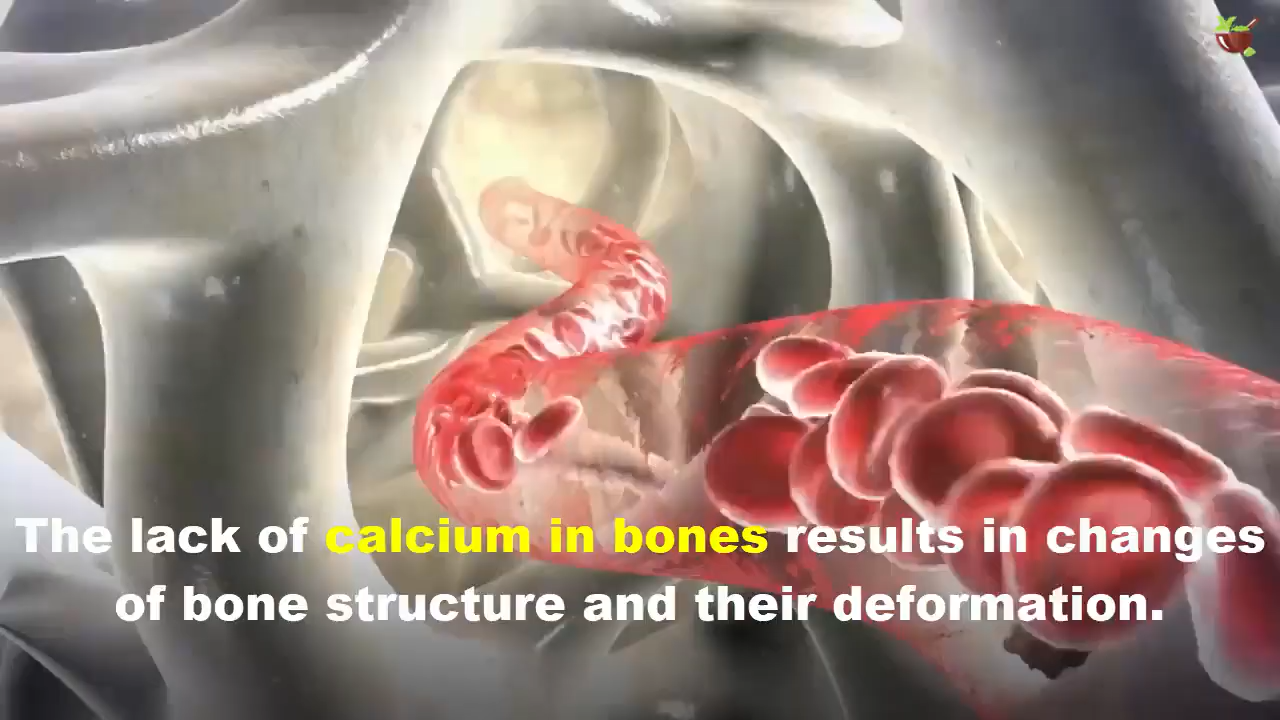 The lack of calcium in bones results in changes
of bone structure and their deformation.